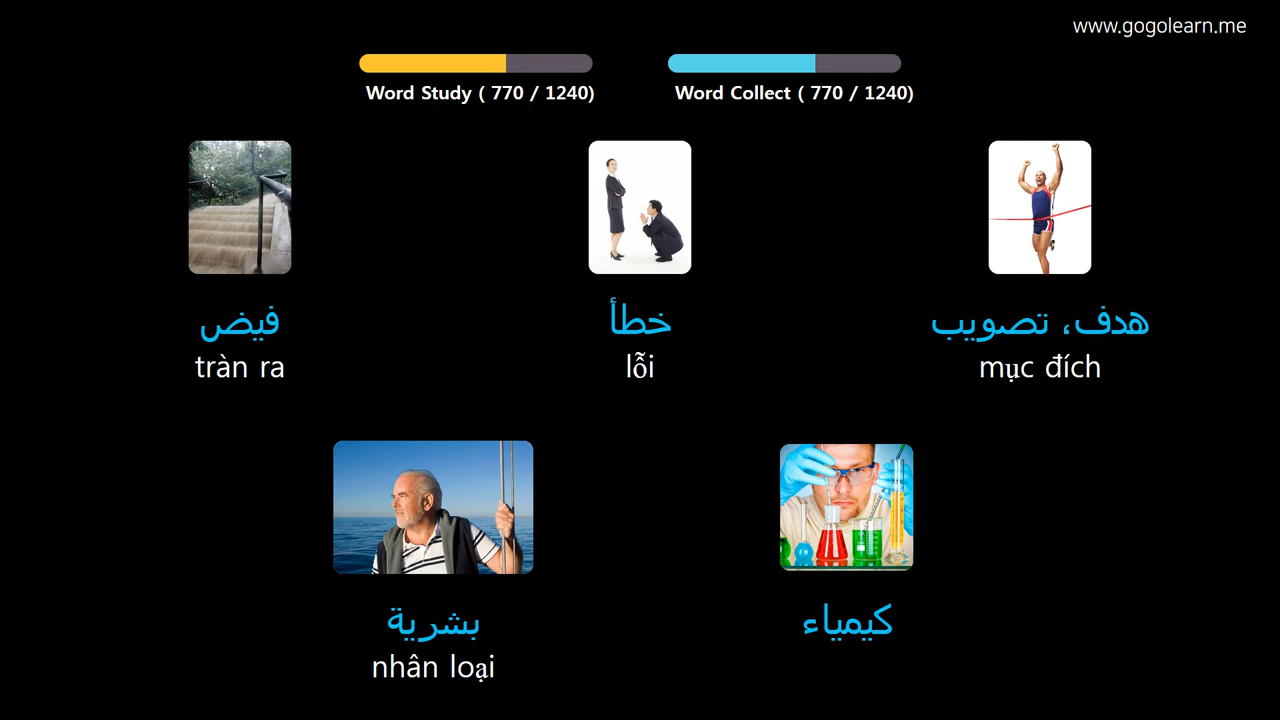 www.gogolearn.me
Word Study ( 770 / 1240)
Word Collect ( 770 / 1240)
فيض
خطأ
هدف، تصويب
tràn ra
lỗi
mục đích
بشرية
كيمياء
nhân loại